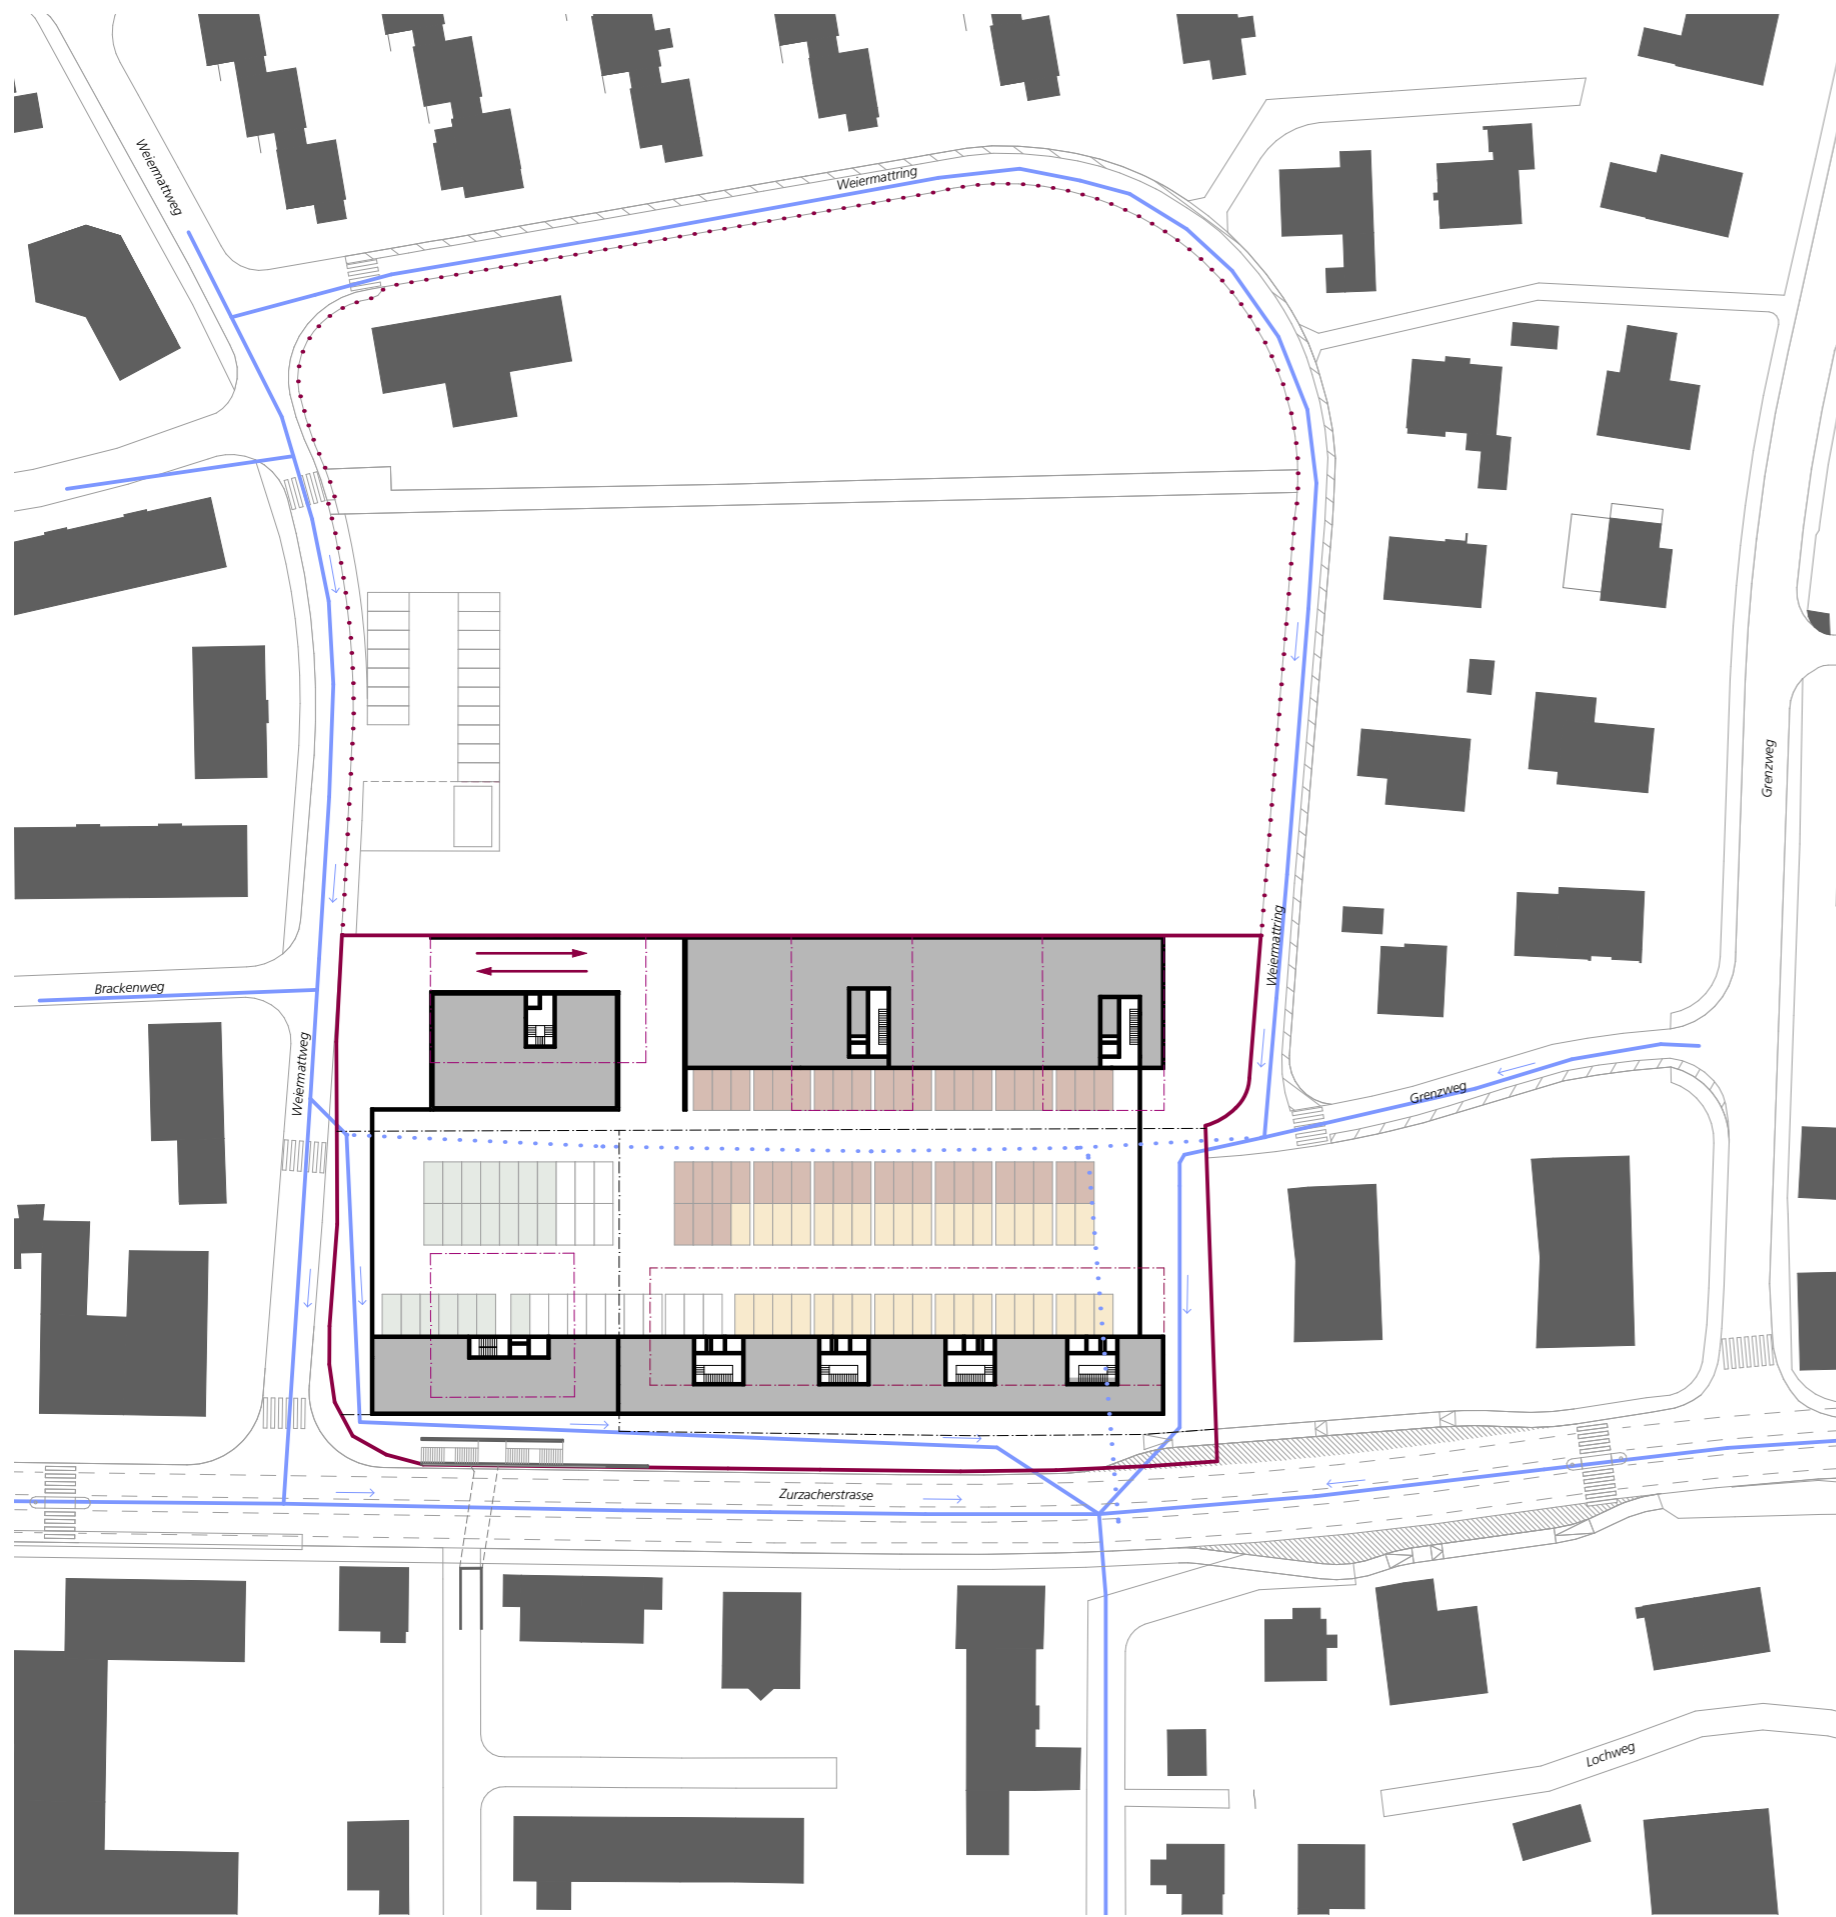 Weiermattweg
Weiermattring
Grenzweg
Weiermattring
Brackenweg
Weiermattweg
Grenzweg
Zurzacherstrasse
Lochweg